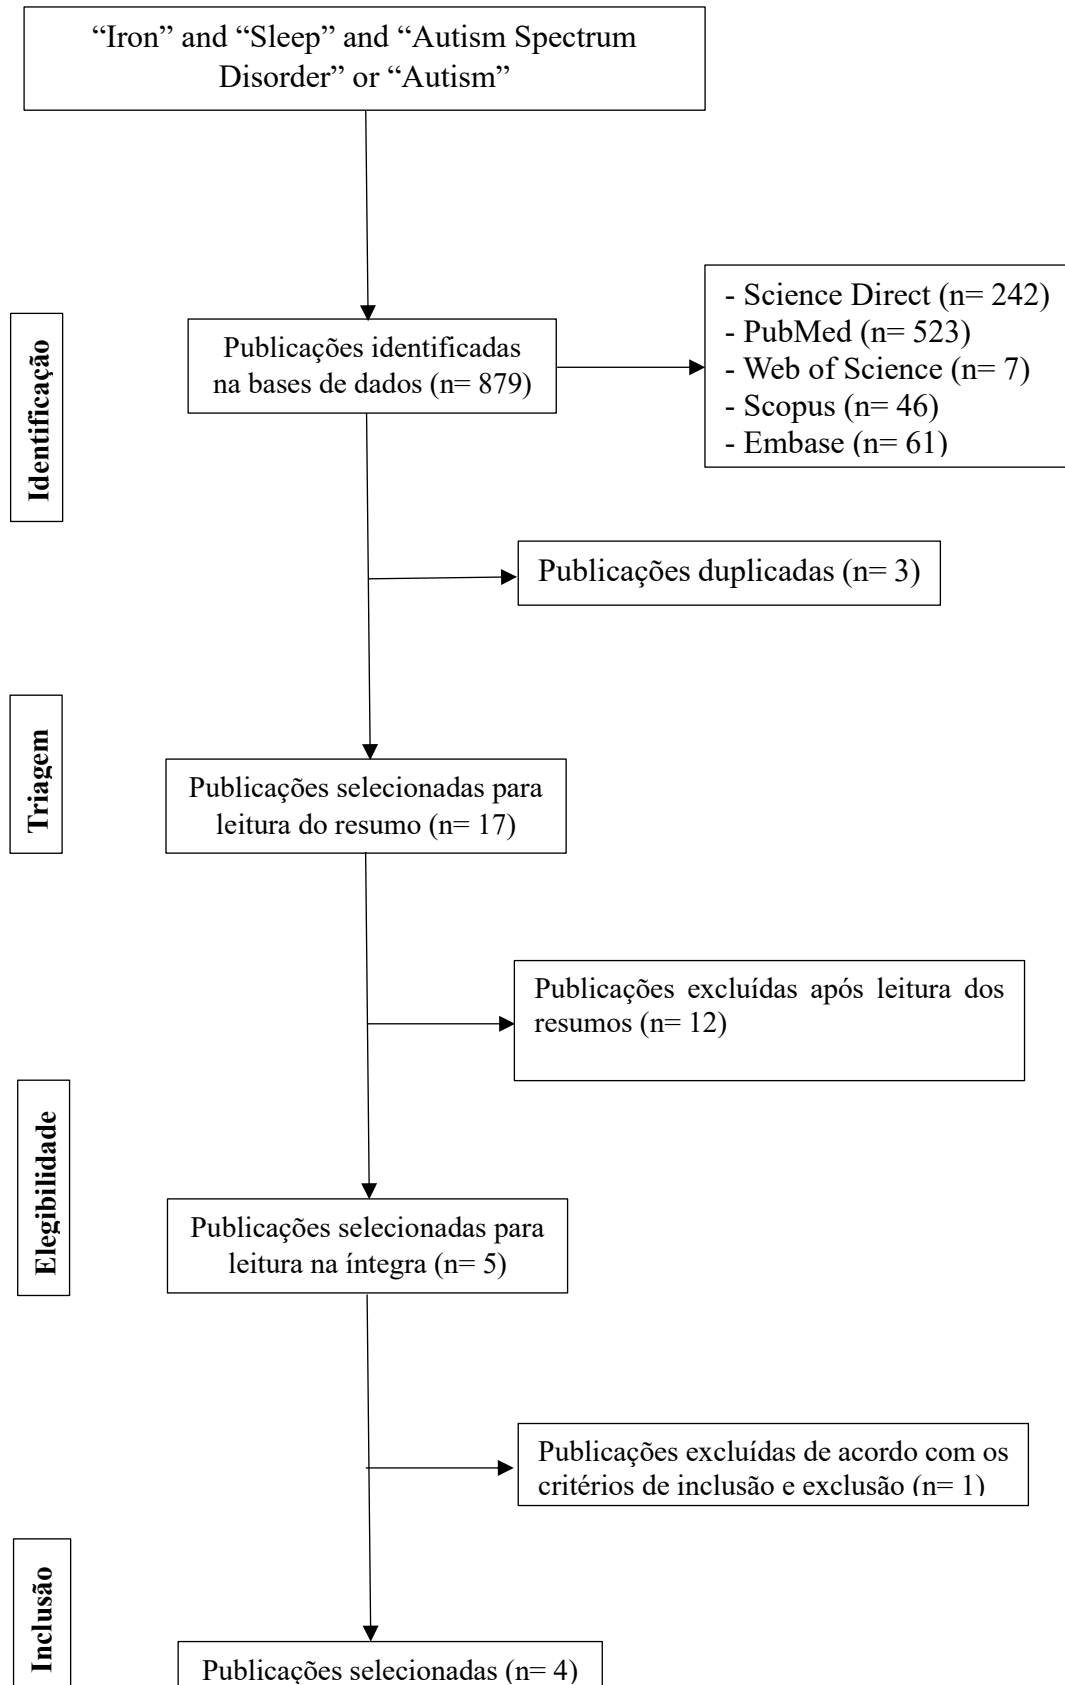 “Iron” and “Sleep” and “Autism Spectrum
Disorder” or “Autism”
Identificação
Publicações identificadas
na bases de dados (n= 879)
- Science Direct (n= 242)
- PubMed (n= 523)
- Web of Science (n= 7)
- Scopus (n= 46)
- Embase (n= 61)
Publicações duplicadas (n= 3)
Triagem
Publicações selecionadas para
leitura do resumo (n= 17)
Publicações excluídas após leitura dos
resumos (n= 12)
Elegibilidade
Publicações selecionadas para
leitura na íntegra (n= 5)
Publicações excluídas de acordo com os
critérios de inclusão e exclusão (n= 1)
Inclusão
Publicações selecionadas (n= 4)